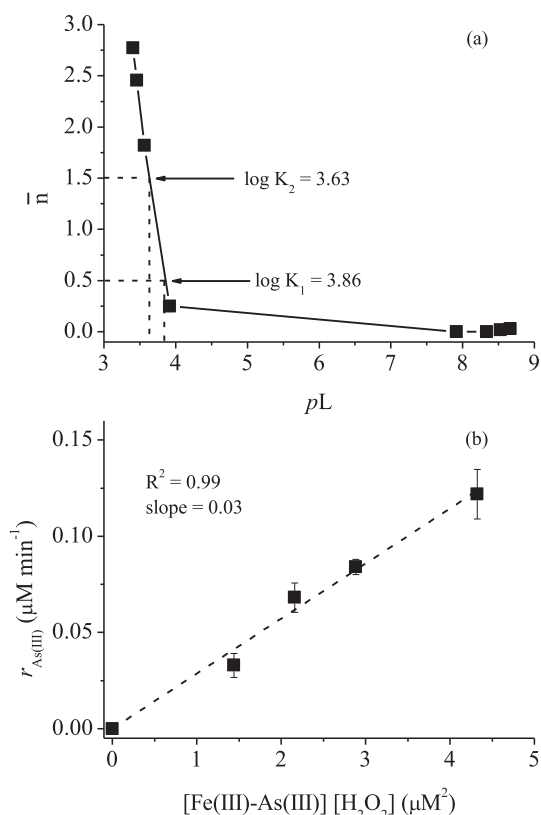 (a)
3.0
2.5
2.0
1.5
1.0
0.5
0.0
n̅
log K₂ = 3.63
log K₁ = 3.86
3 4 5 6 7 8 9
pL
(b)
0.15
0.10
0.05
0.00
R² = 0.99
slope = 0.03
r As(III) (μM min⁻¹)
0 1 2 3 4 5
[Fe(III)-As(III)] [H₂O₂] (μM²)